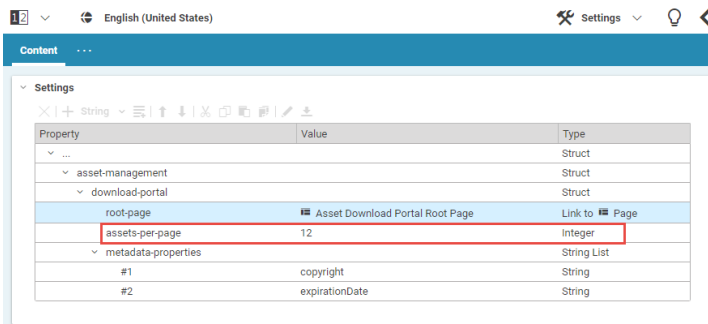 12 English (United States) Settings
Content ...
Settings
String
Property Value Type
... Struct
asset-management Struct
download-portal Struct
root-page Asset Download Portal Root Page Link to Page
assets-per-page 12 Integer
metadata-properties String List
#1 copyright String
#2 expirationDate String